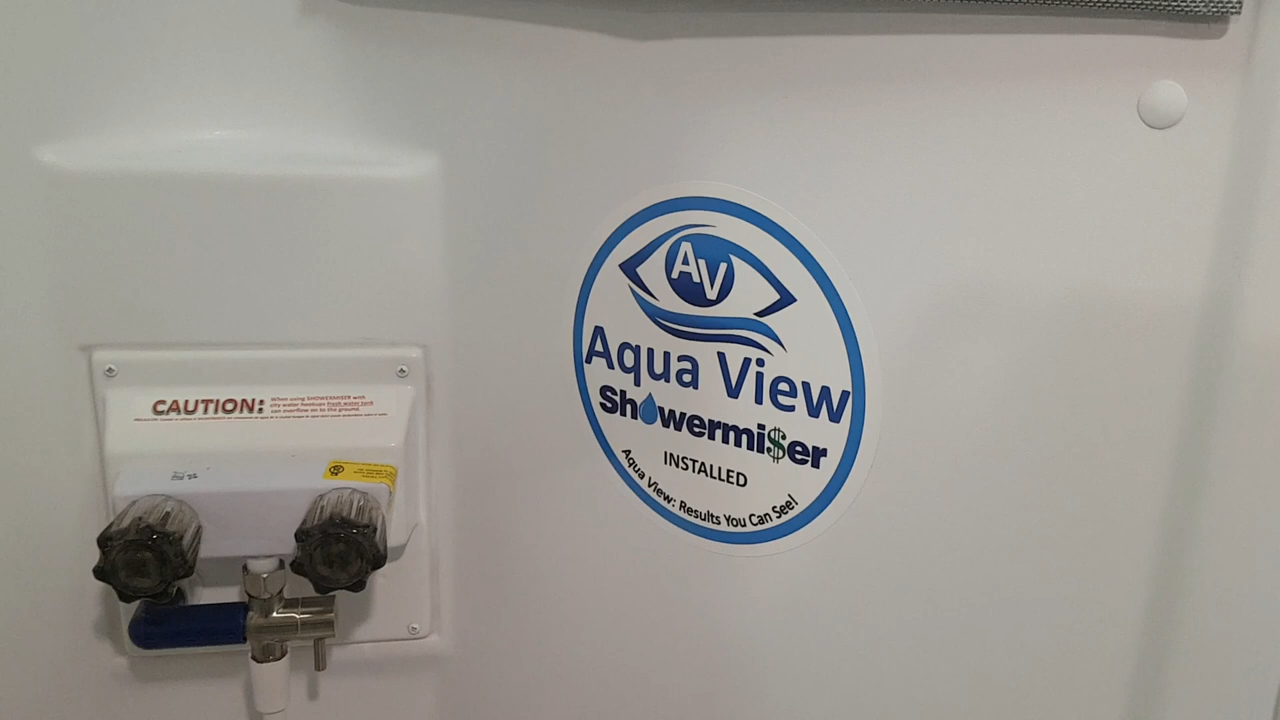 CAUTION:
When using SHOWERMISER with
city water hookups fresh water tank
can overflow on to the ground.
AV
Aqua View
Showermi$er
INSTALLED
Aqua View: Results You Can See!